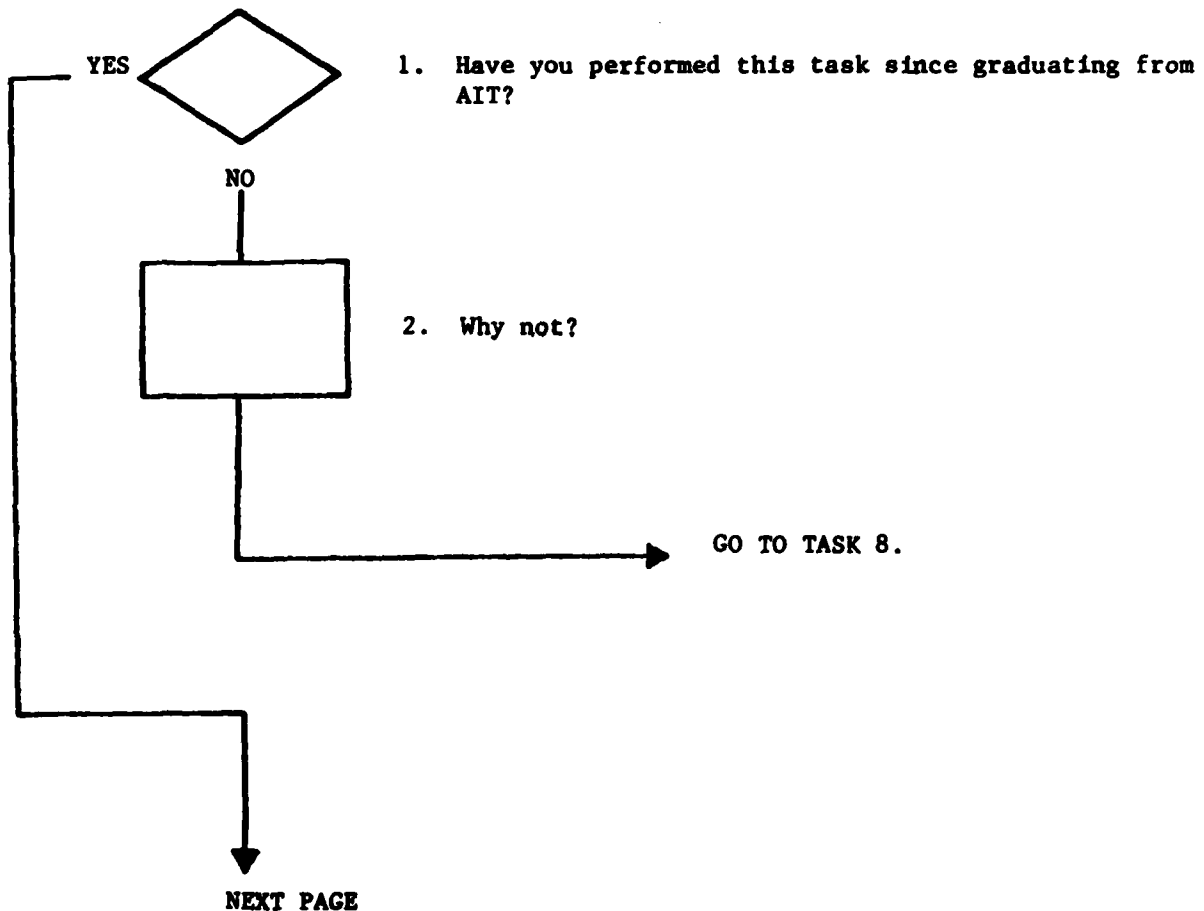 YES
1. Have you performed this task since graduating from
AIT?
NO
2. Why not?
GO TO TASK 8.
NEXT PAGE